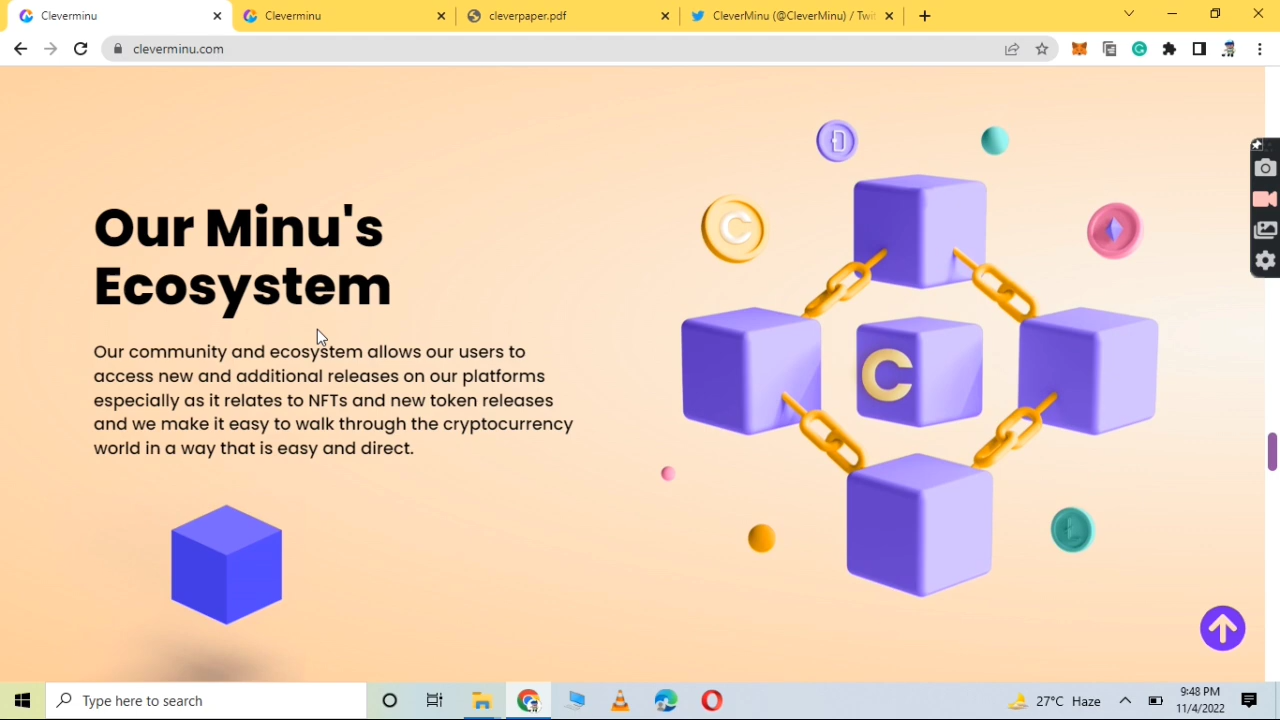 Cleverminu
Cleverminu
cleverpaper.pdf
CleverMinu (@CleverMinu) / Twit
cleverminu.com
Our Minu's
Ecosystem
Our community and ecosystem allows our users to
access new and additional releases on our platforms
especially as it relates to NFTs and new token releases
and we make it easy to walk through the cryptocurrency
world in a way that is easy and direct.
C
C
Type here to search
27°C Haze
9:48 PM
11/4/2022